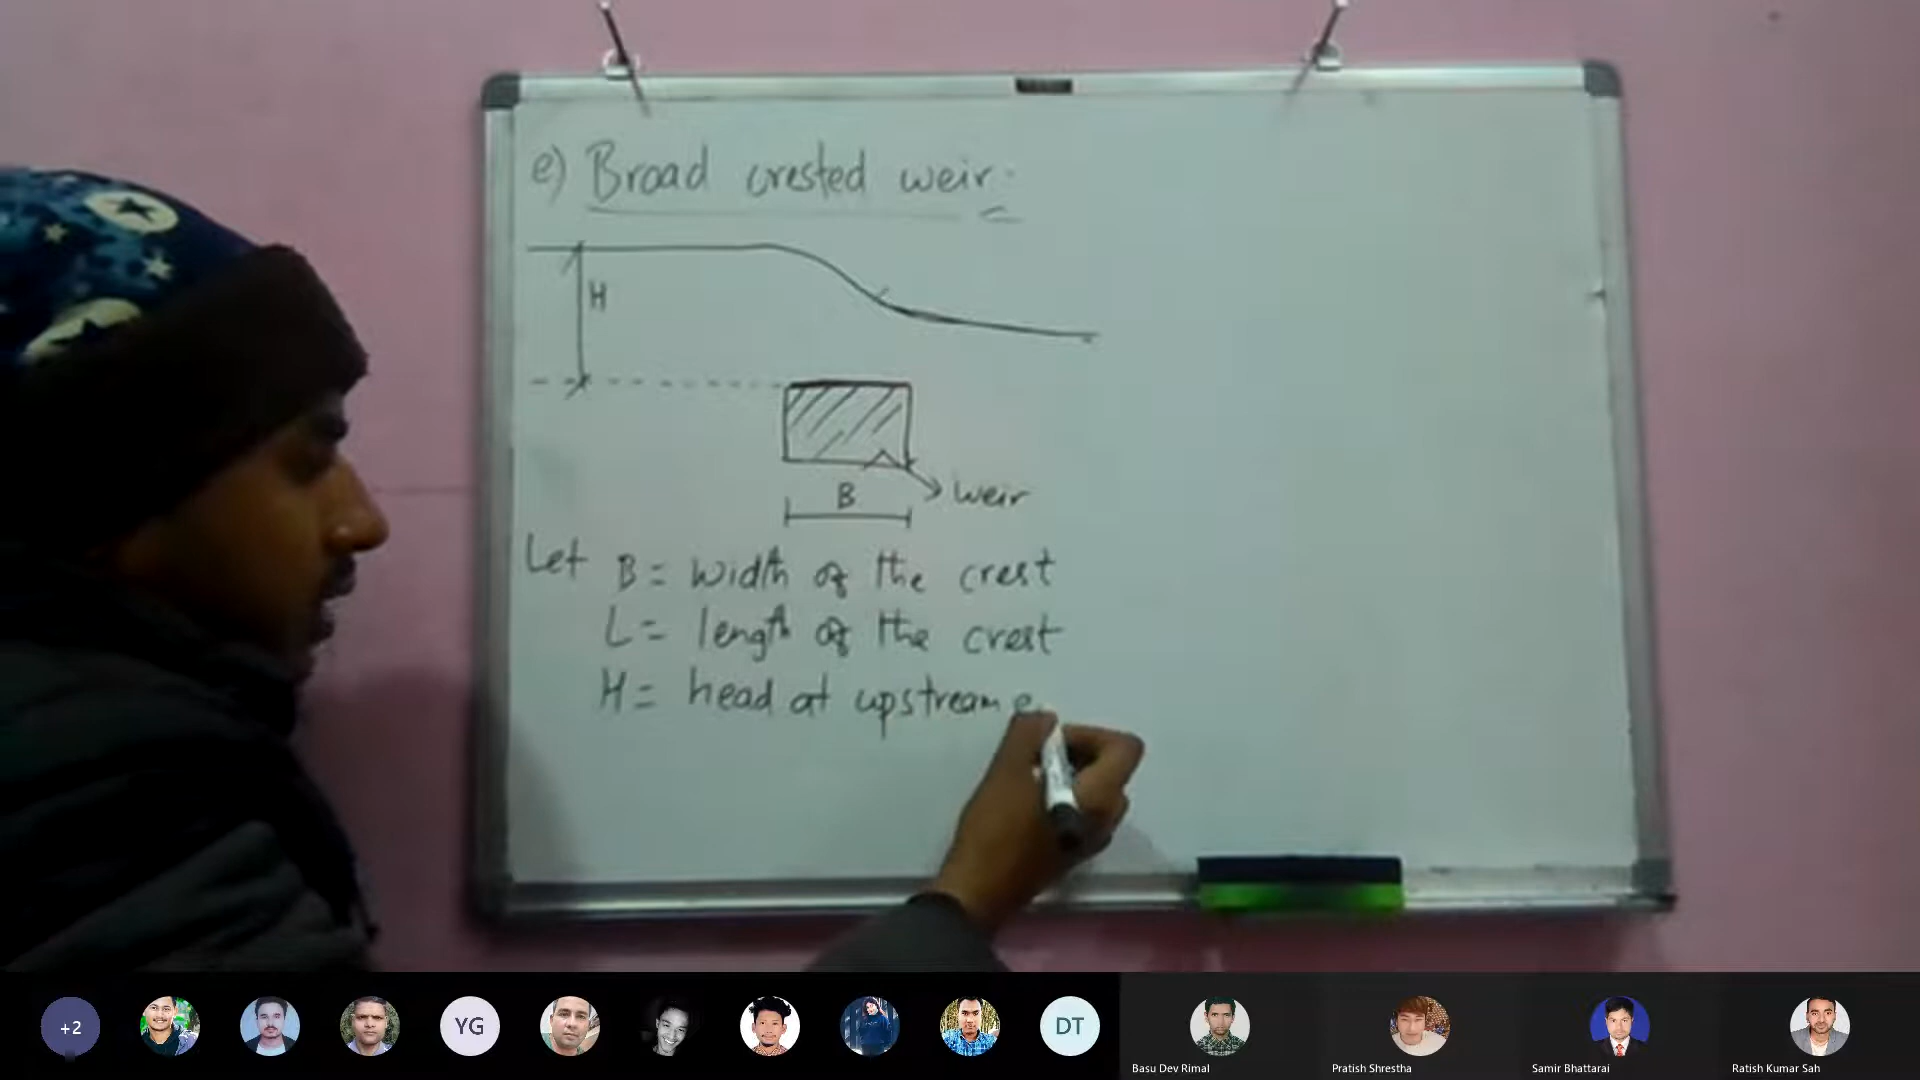 e) Broad crested weir:
H
B
weir
Let B = width of the crest
L = length of the crest
H = head at upstream e
+2
YG
DT
Basu Dev Rimal
Pratish Shrestha
Samir Bhattarai
Ratish Kumar Sah